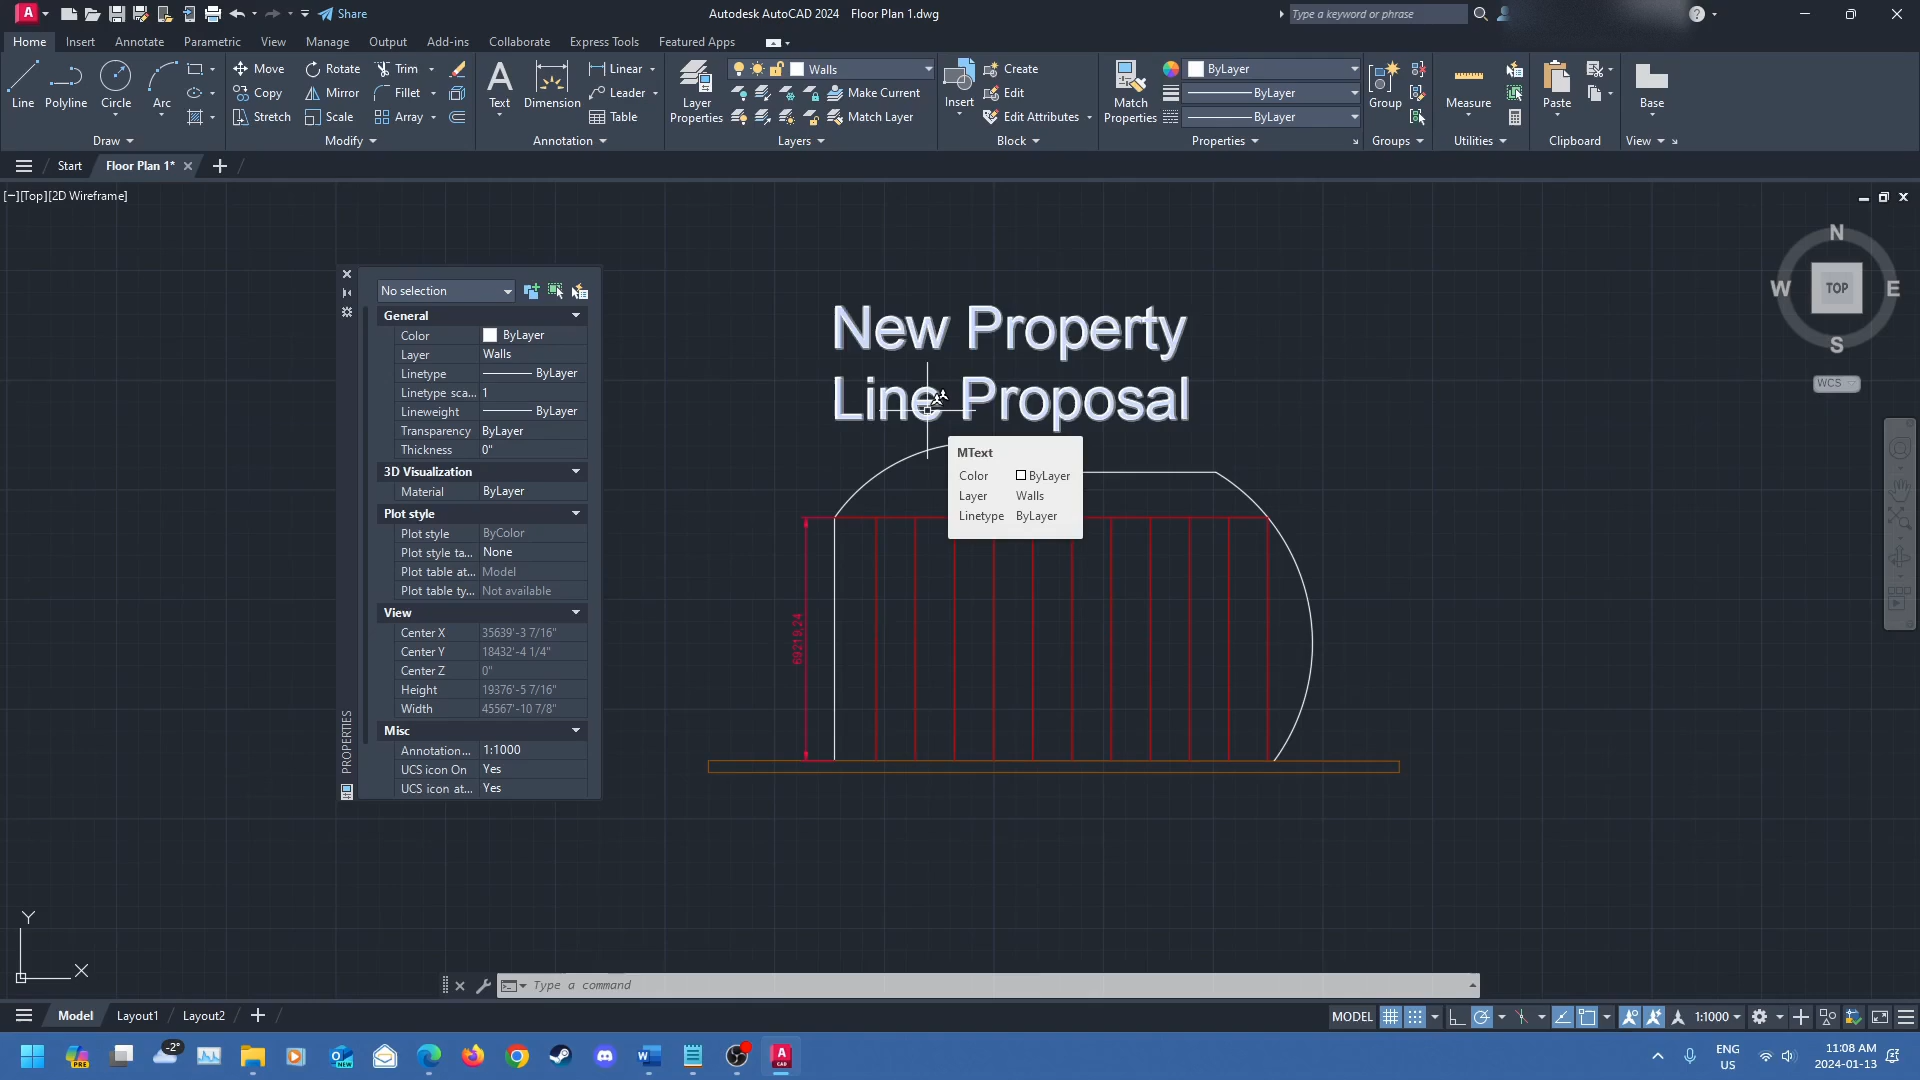 Share
Autodesk AutoCAD 2024 Floor Plan 1.dwg
Type a keyword or phrase
Home Insert Annotate Parametric View Manage Output Add-ins Collaborate Express Tools Featured Apps
Line Polyline Circle Arc
Move Rotate Trim
Copy Mirror Fillet
Stretch Scale Array
Text Dimension
Linear
Leader
Table
Layer Properties
Walls
Make Current
Match Layer
Insert
Create
Edit
Edit Attributes
Match Properties
ByLayer
ByLayer
ByLayer
Group Measure Paste Base
Draw Modify Annotation Layers Block Properties Groups Utilities Clipboard View
Start Floor Plan 1*
[−][Top][2D Wireframe]
N
W TOP E
S
WCS
No selection
General
Color ByLayer
Layer Walls
Linetype ByLayer
Linetype sca... 1
Lineweight ByLayer
Transparency ByLayer
Thickness 0"
3D Visualization
Material ByLayer
Plot style
Plot style ByColor
Plot style ta... None
Plot table at... Model
Plot table ty... Not available
View
Center X 35639'-3 7/16"
Center Y 18432'-4 1/4"
Center Z 0"
Height 19376'-5 7/16"
Width 45567'-10 7/8"
Misc
Annotation... 1:1000
UCS icon On Yes
UCS icon at... Yes
PROPERTIES
New Property
Line Proposal
MText
Color ByLayer
Layer Walls
Linetype ByLayer
69219,24
Y
X
Type a command
Model Layout1 Layout2
MODEL 1:1000
-2°
PRE
NEW
A CAD
ENG
US
11:08 AM
2024-01-13